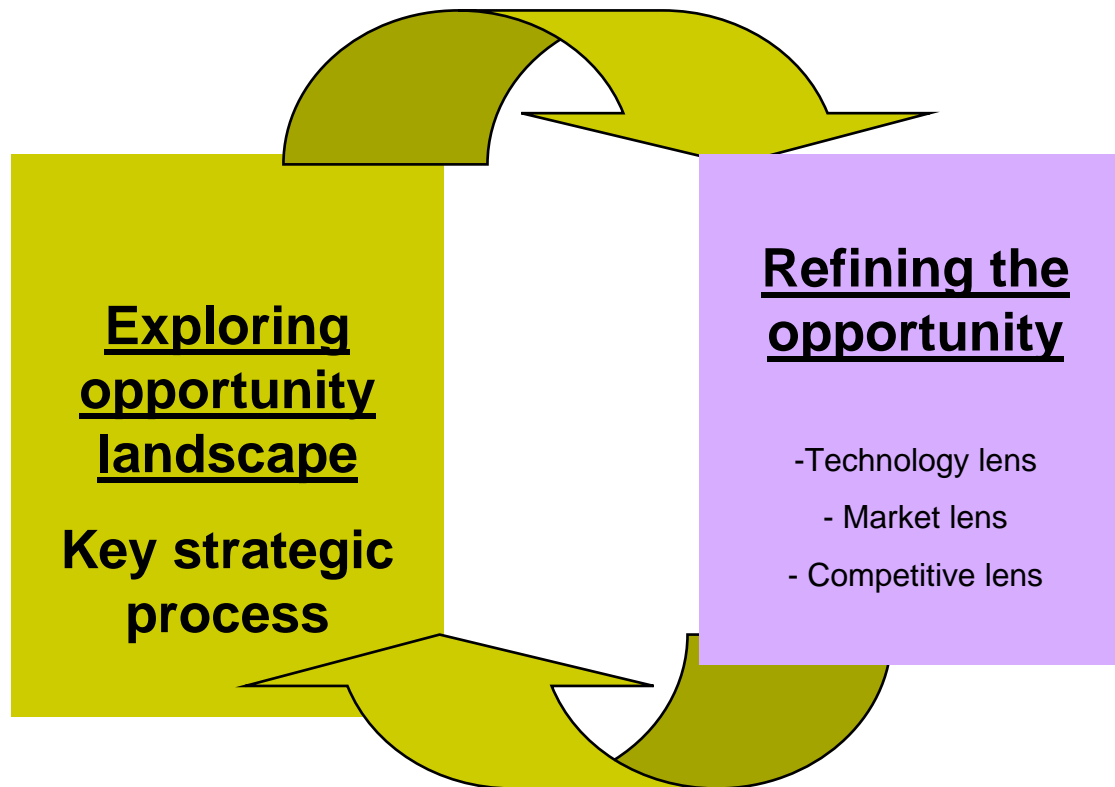 Exploring
opportunity
landscape
Key strategic
process
Refining the
opportunity
-Technology lens
- Market lens
- Competitive lens